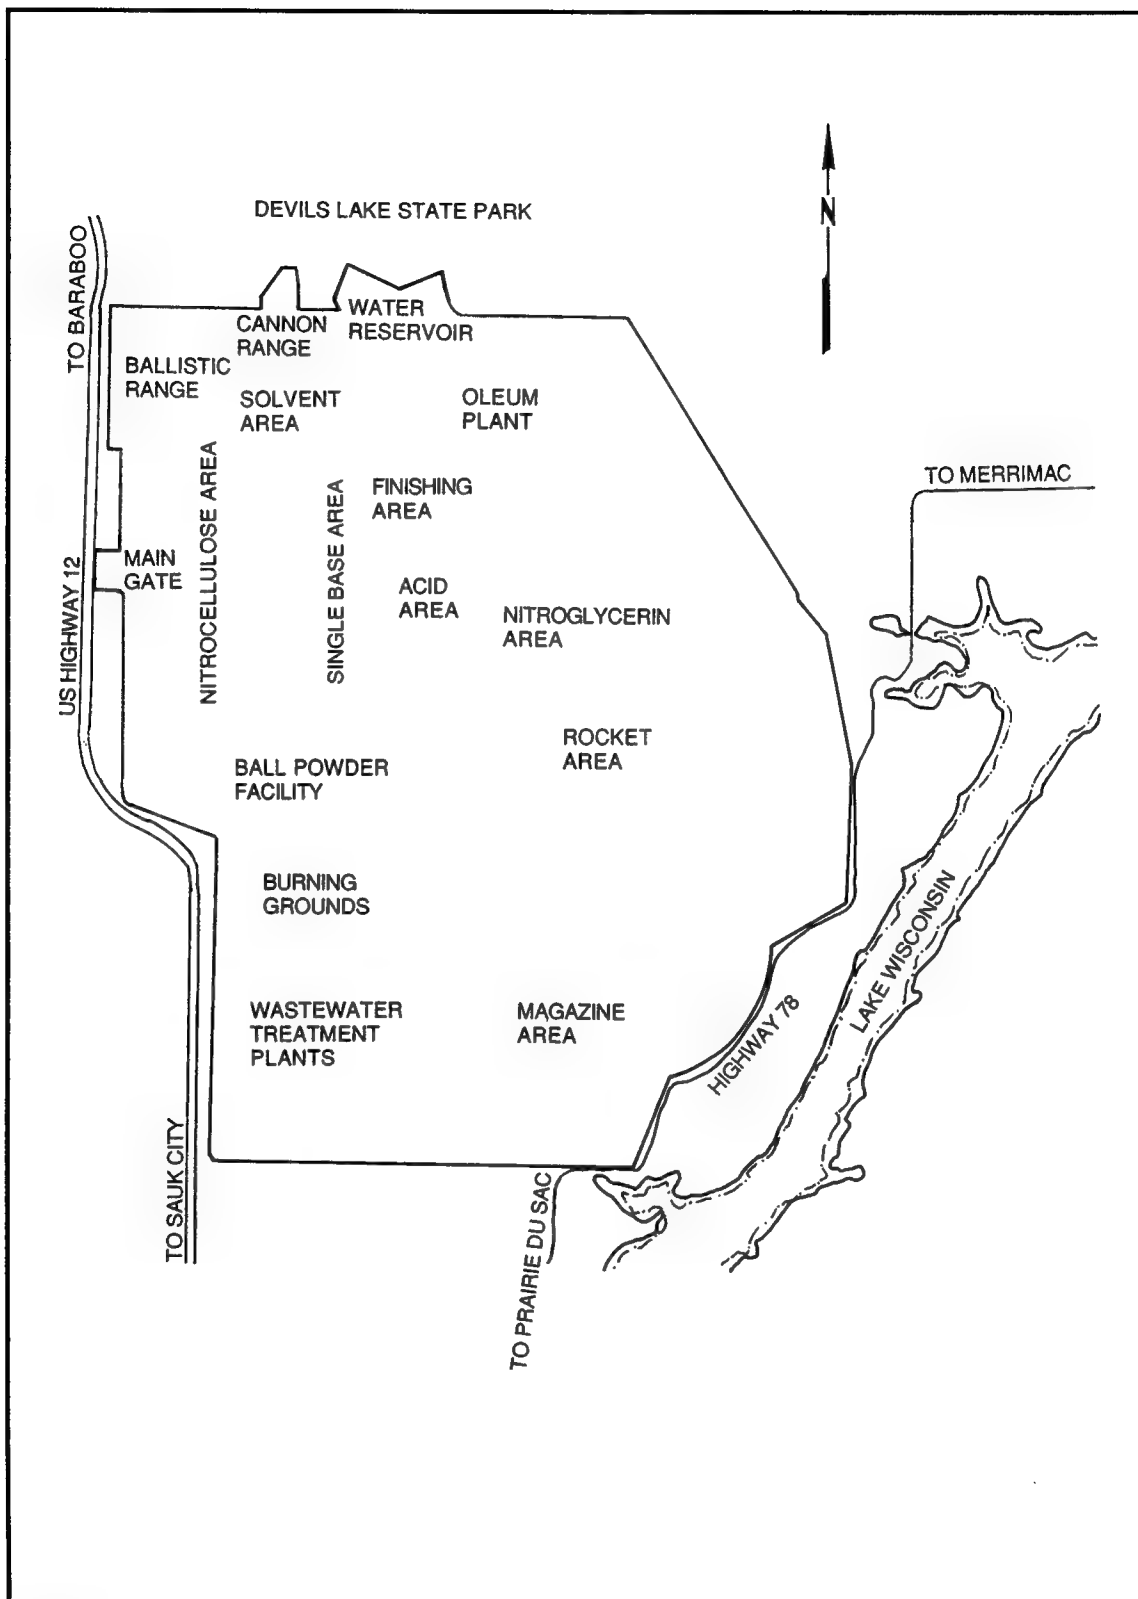 DEVILS LAKE STATE PARK
N
TO BARABOO
CANNON
RANGE
WATER
RESERVOIR
BALLISTIC
RANGE
SOLVENT
AREA
OLEUM
PLANT
NITROCELLULOSE AREA
SINGLE BASE AREA
FINISHING
AREA
TO MERRIMAC
MAIN
GATE
US HIGHWAY 12
ACID
AREA
NITROGLYCERIN
AREA
ROCKET
AREA
BALL POWDER
FACILITY
BURNING
GROUNDS
LAKE WISCONSIN
WASTEWATER
TREATMENT
PLANTS
MAGAZINE
AREA
HIGHWAY 78
TO SAUK CITY
TO PRAIRIE DU SAC